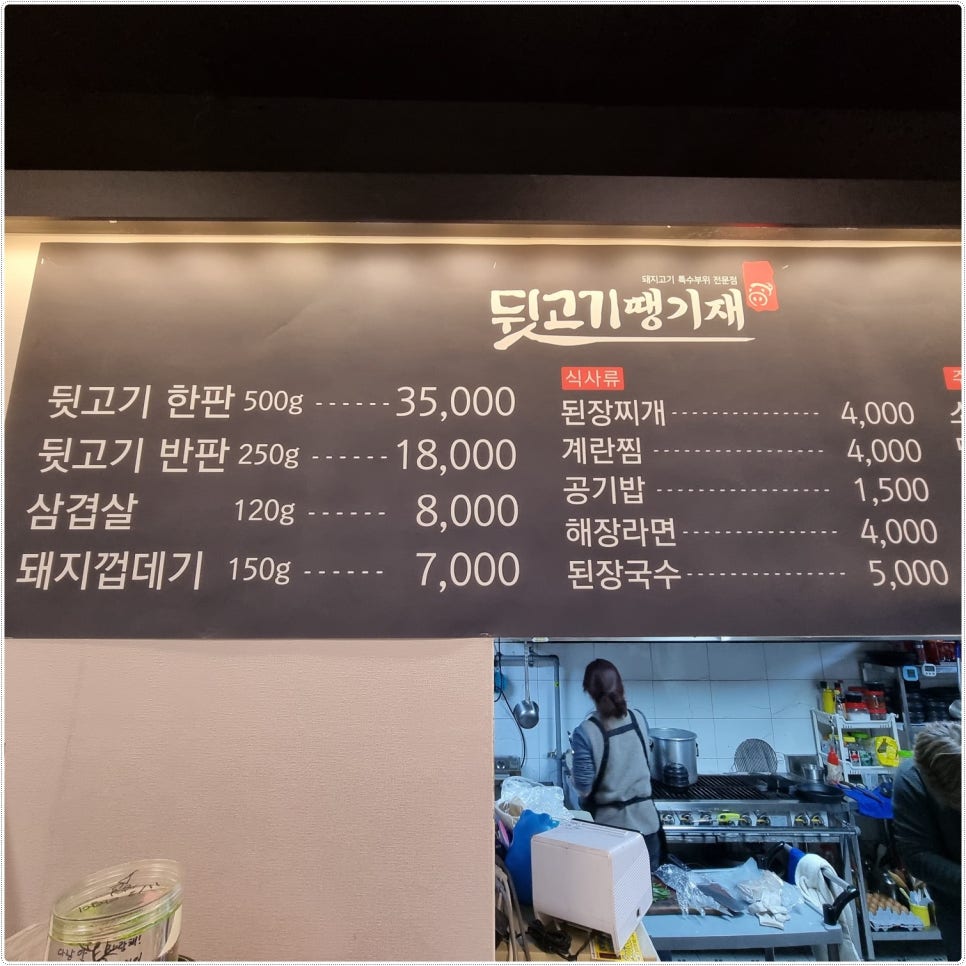 돼지고기 특수부위 전문점
뒷고기땡기재
뒷고기 한판 500g ------ 35,000
뒷고기 반판 250g ------ 18,000
삼겹살 120g ------ 8,000
돼지껍데기 150g ------ 7,000
식사류
된장찌개 --------------- 4,000
계란찜 ---------------- 4,000
공기밥 ---------------- 1,500
해장라면 -------------- 4,000
된장국수 --------------- 5,000